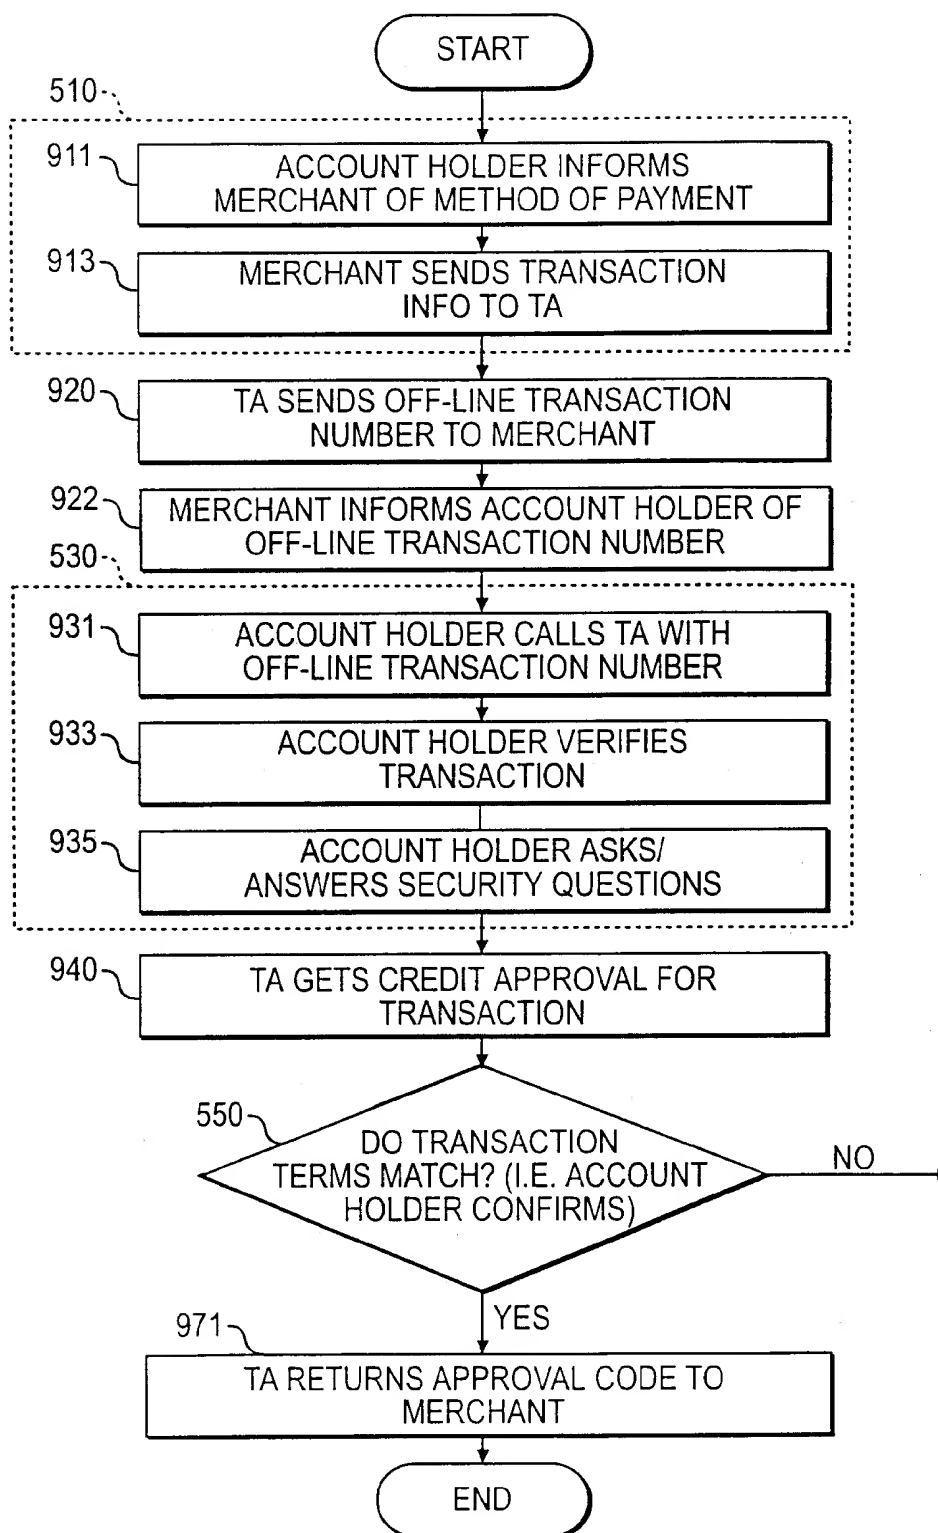 START
510
911
ACCOUNT HOLDER INFORMS
MERCHANT OF METHOD OF PAYMENT
913
MERCHANT SENDS TRANSACTION
INFO TO TA
920
TA SENDS OFF-LINE TRANSACTION
NUMBER TO MERCHANT
922
MERCHANT INFORMS ACCOUNT HOLDER OF
OFF-LINE TRANSACTION NUMBER
530
931
ACCOUNT HOLDER CALLS TA WITH
OFF-LINE TRANSACTION NUMBER
933
ACCOUNT HOLDER VERIFIES
TRANSACTION
935
ACCOUNT HOLDER ASKS/
ANSWERS SECURITY QUESTIONS
940
TA GETS CREDIT APPROVAL FOR
TRANSACTION
550
DO TRANSACTION
TERMS MATCH? (I.E. ACCOUNT
HOLDER CONFIRMS)
NO
YES
971
TA RETURNS APPROVAL CODE TO
MERCHANT
END